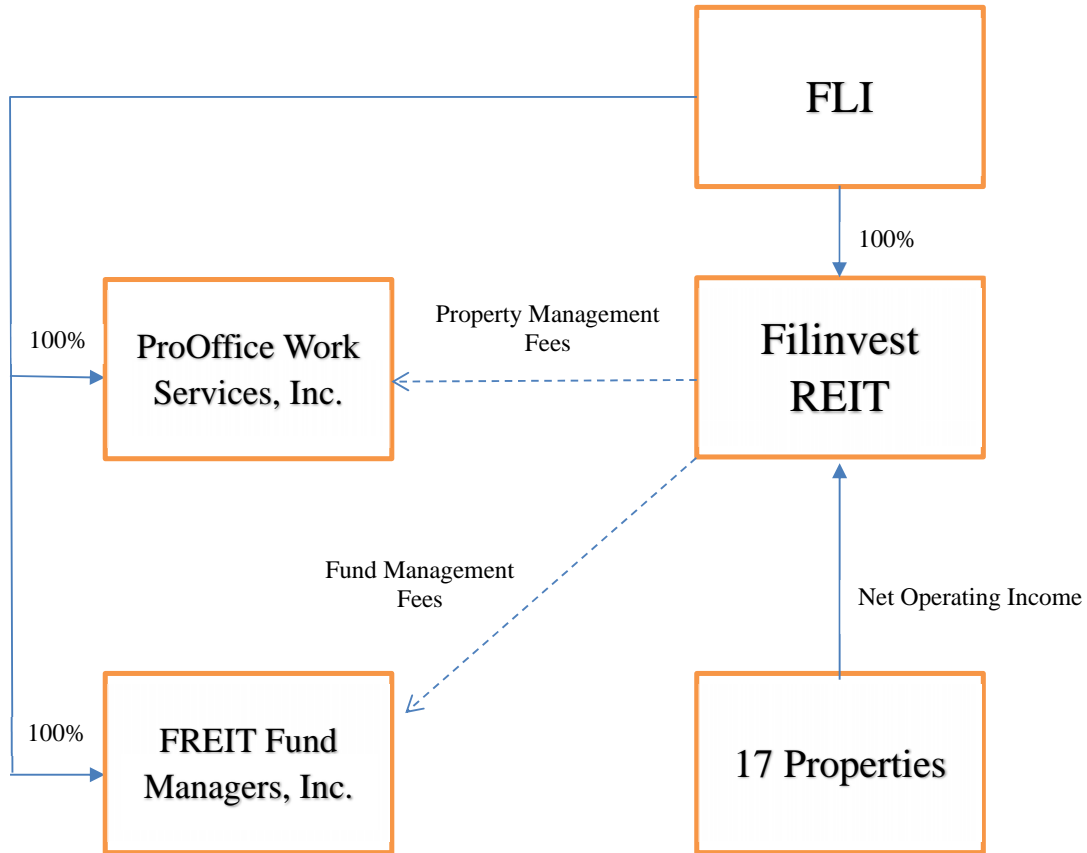 FLI
100%
Property Management
Fees
Filinvest
REIT
100%
ProOffice Work
Services, Inc.
Fund Management
Fees
Net Operating Income
100%
FREIT Fund
Managers, Inc.
17 Properties